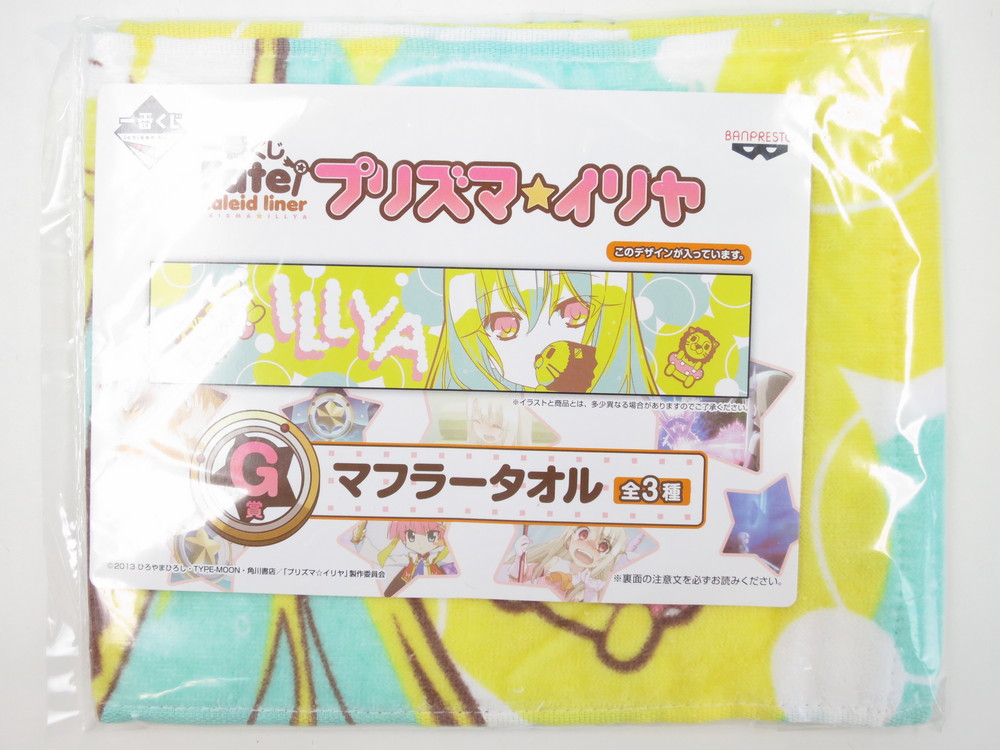 一番くじ
BANPRESTO
くじ
プリズマ☆イリヤ
このデザインが入っています。
ILLYA
※イラストと商品とは、多少異なる場合がありますのでご了承ください。
G
賞
マフラータオル
全3種
©2013 ひろやまひろし・TYPE-MOON・角川書店／「プリズマ☆イリヤ」製作委員会
※裏面の注意文を必ずお読みください。